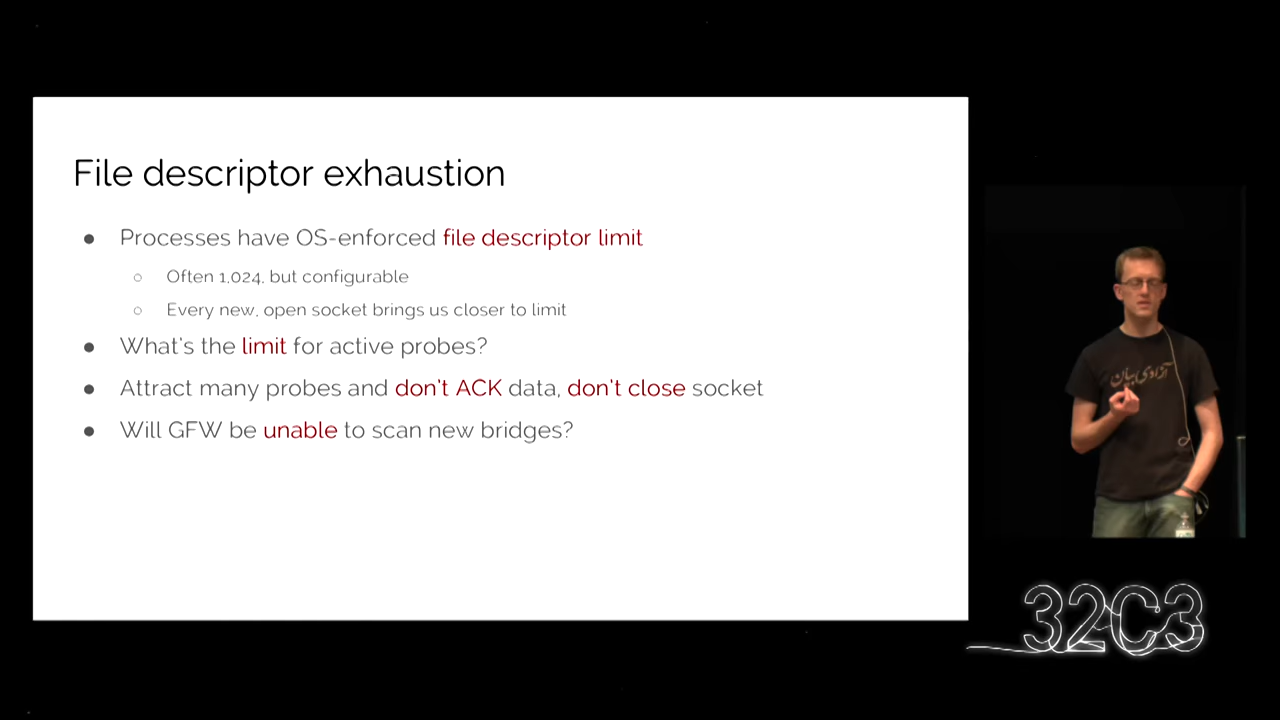 File descriptor exhaustion
● Processes have OS-enforced file descriptor limit
○ Often 1,024, but configurable
○ Every new, open socket brings us closer to limit
● What's the limit for active probes?
● Attract many probes and don't ACK data, don't close socket
● Will GFW be unable to scan new bridges?
آزادی بیان
32C3